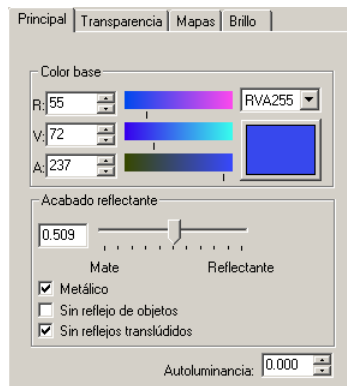 Principal Transparencia Mapas Brillo
Color base
R: 55 RVA255
V: 72
A: 237
Acabado reflectante
0.509
Mate Reflectante
Metálico
Sin reflejo de objetos
Sin reflejos translúdidos
Autoluminancia: 0.000